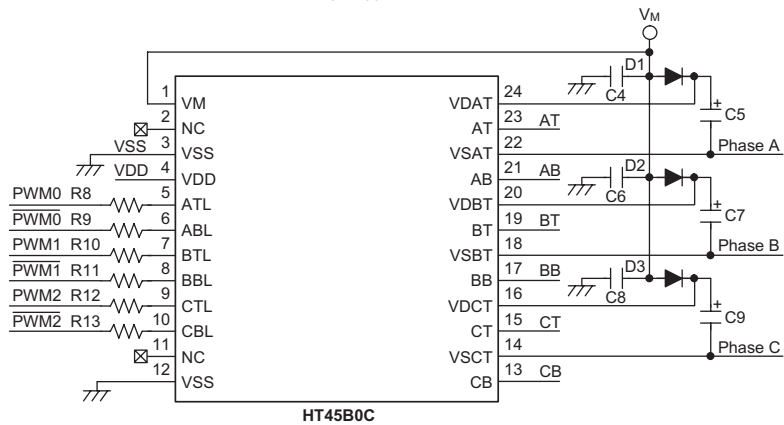 VM
D1
C4
1 VM
VDAT 24
C5
2 NC
AT 23 AT
VSS 3 VSS
VSAT 22
Phase A
VDD 4 VDD
AB 21 AB
D2
PWM0 R8 5 ATL
VDBT 20
C6
C7
PWM0 R9 6 ABL
BT 19 BT
PWM1 R10 7 BTL
VSBT 18
Phase B
PWM1 R11 8 BBL
BB 17 BB
D3
PWM2 R12 9 CTL
VDCT 16
C8
C9
PWM2 R13 10 CBL
CT 15 CT
11 NC
VSCT 14
Phase C
12 VSS
CB 13 CB
HT45B0C